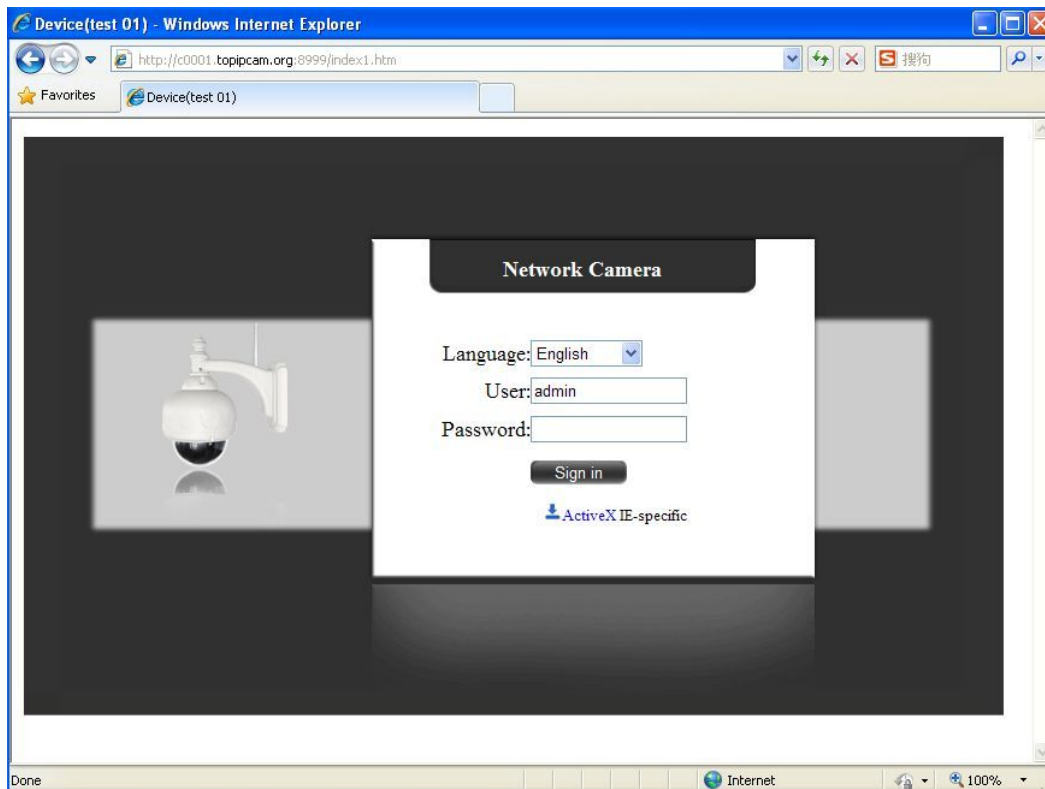 Device(test 01) - Windows Internet Explorer
http://c0001.topipcam.org:8999/index1.htm
搜狗
Favorites
Device(test 01)
Network Camera
Language: English
User: admin
Password:
Sign in
ActiveX IE-specific
Done
Internet
100%